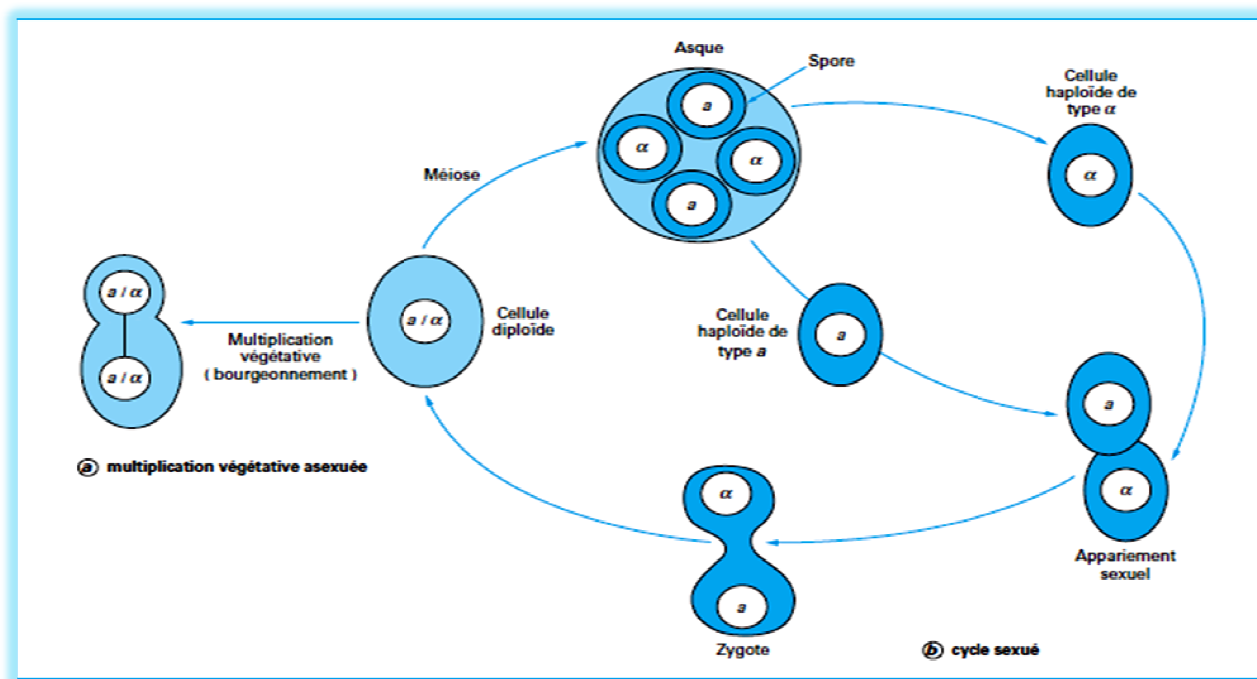 Asque
Spore
a
α
α
a
Méiose
Cellule
haploïde de
type α
α
a / α
a / α
Multiplication
végétative
( bourgeonnement )
a / α
Cellule
diploïde
Cellule
haploïde de
type a
a
a
α
Appariement
sexuel
ⓐ multiplication végétative asexuée
α
a
Zygote
ⓑ cycle sexué